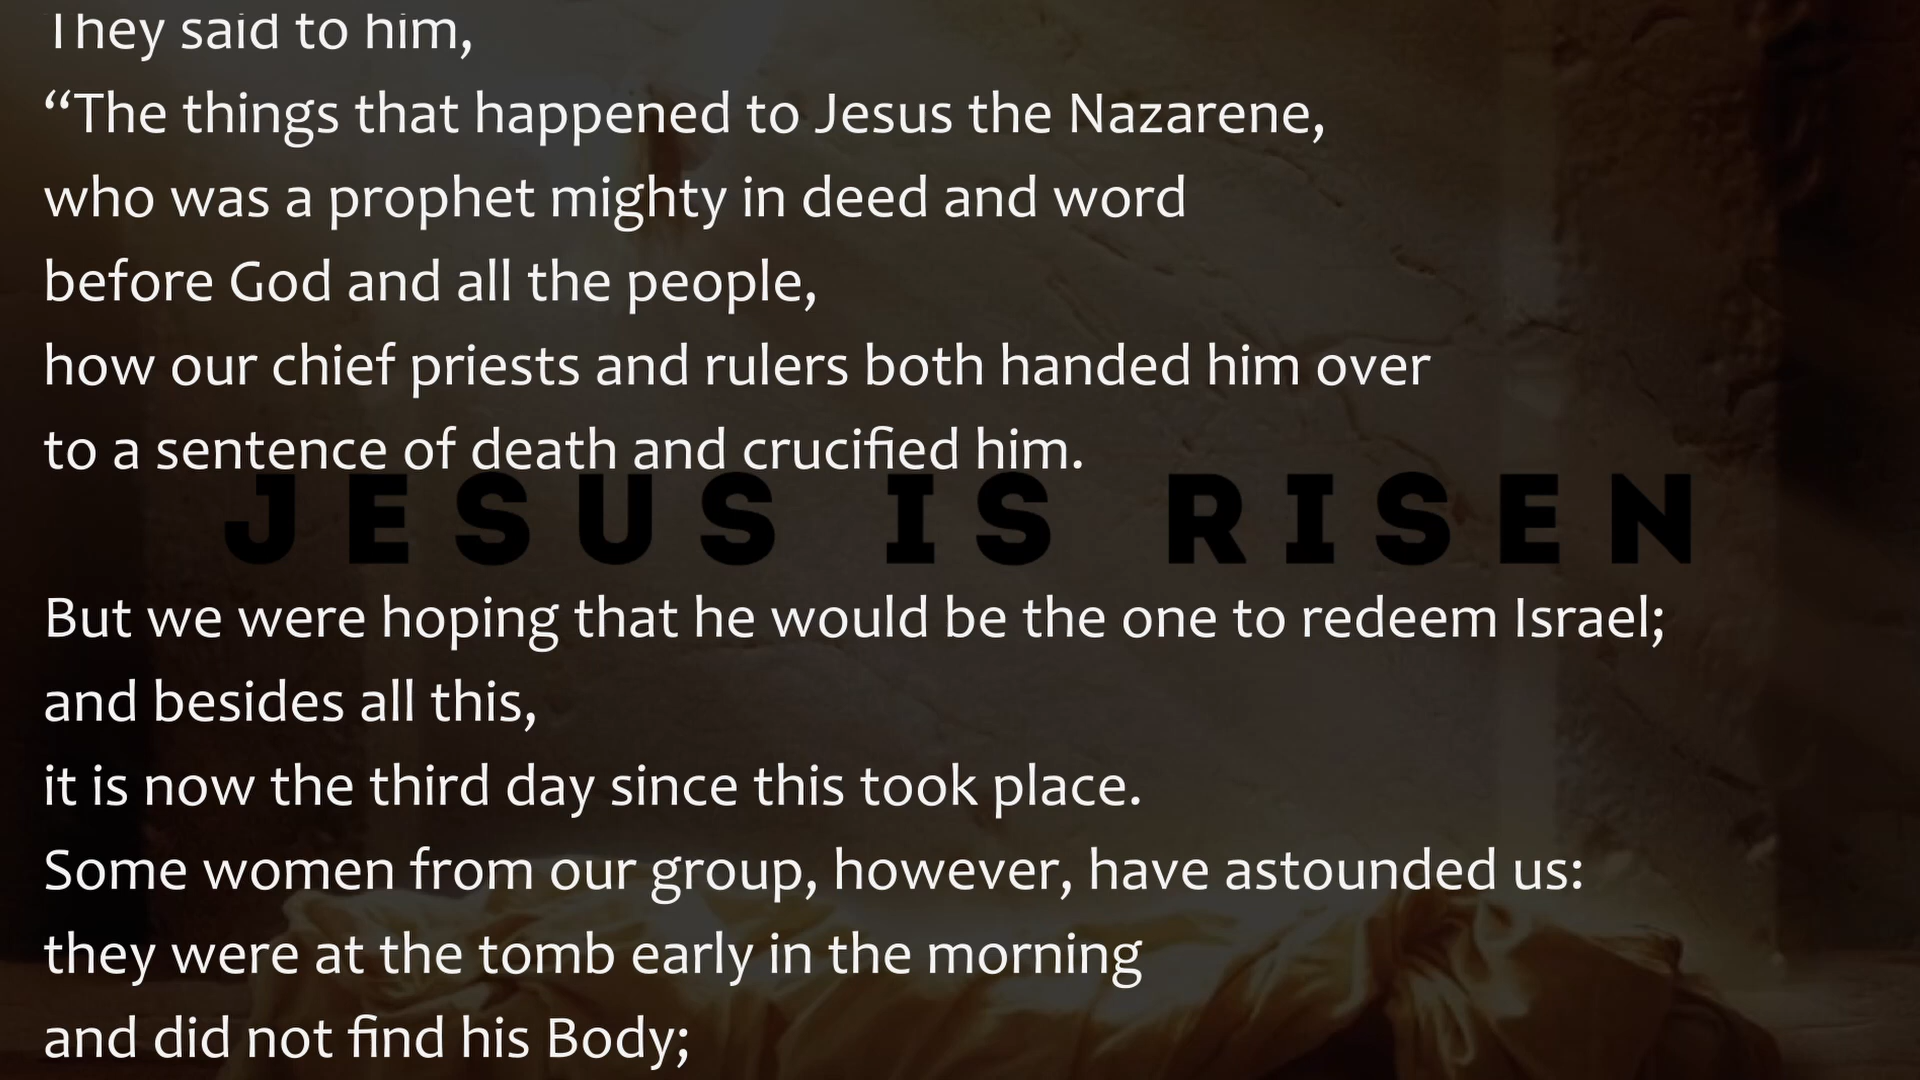 They said to him,
“The things that happened to Jesus the Nazarene,
who was a prophet mighty in deed and word
before God and all the people,
how our chief priests and rulers both handed him over
to a sentence of death and crucified him.
JESUS IS RISEN
But we were hoping that he would be the one to redeem Israel;
and besides all this,
it is now the third day since this took place.
Some women from our group, however, have astounded us:
they were at the tomb early in the morning
and did not find his Body;